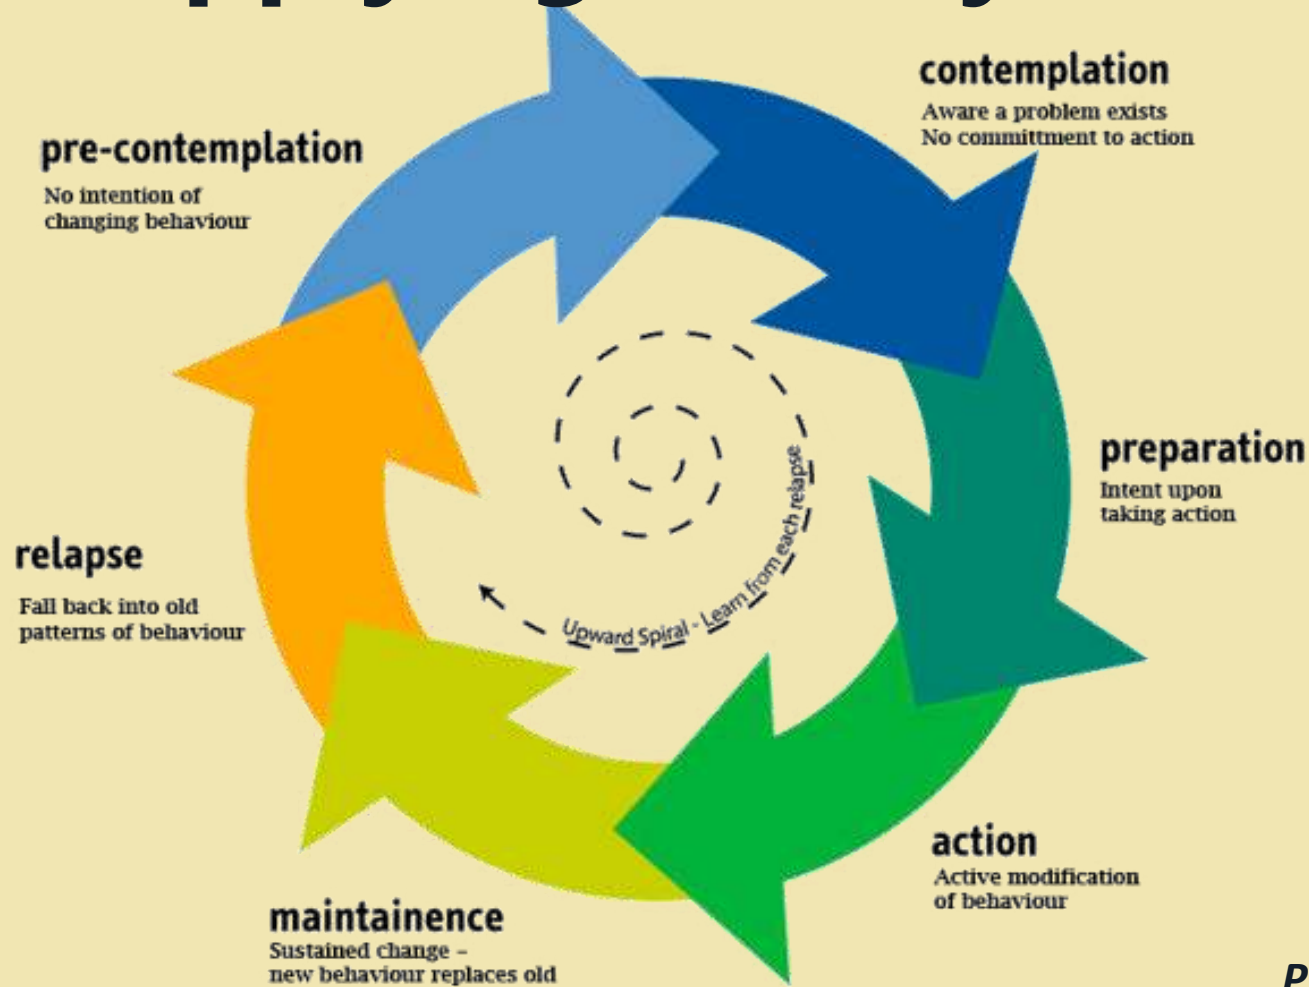 pre-contemplation
No intention of
changing behaviour
contemplation
Aware a problem exists
No committment to action
preparation
Intent upon
taking action
action
Active modification
of behaviour
maintainence
Sustained change –
new behaviour replaces old
relapse
Fall back into old
patterns of behaviour
Upward Spiral - Learn from each relapse
P